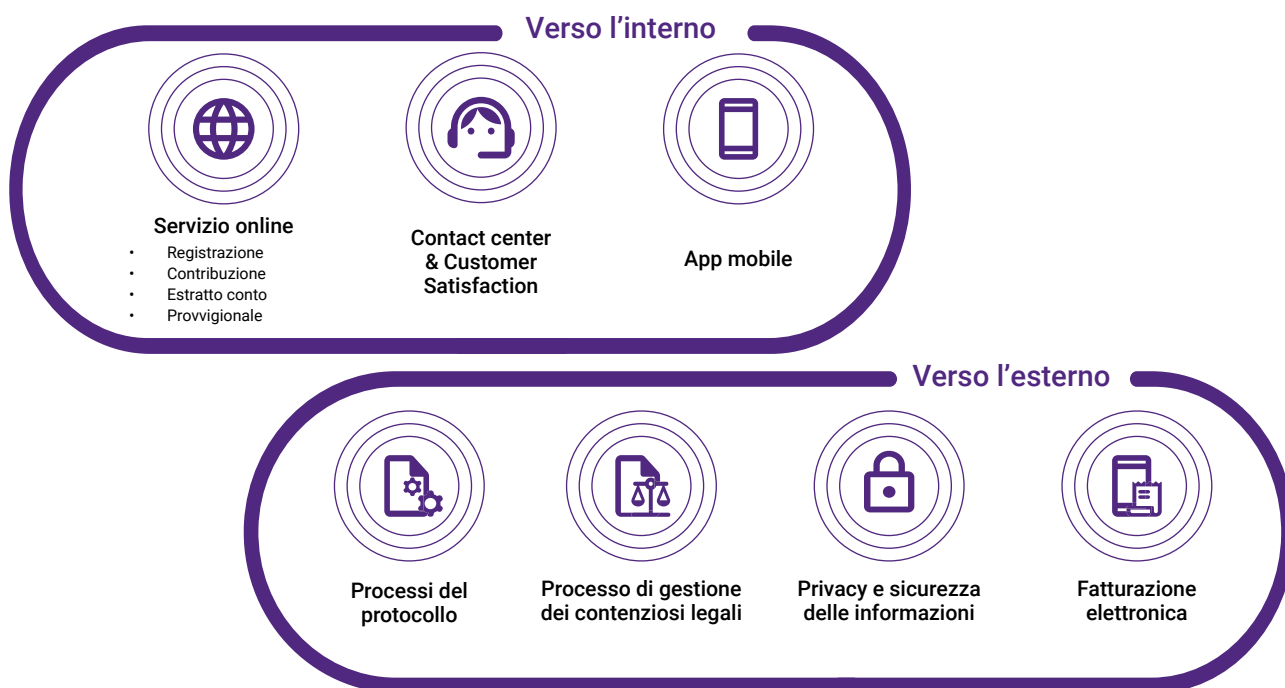 Verso l'interno
Servizio online
• Registrazione
• Contribuzione
• Estratto conto
• Provvigionale
Contact center
& Customer
Satisfaction
App mobile
Verso l'esterno
Processi del
protocollo
Processo di gestione
dei contenziosi legali
Privacy e sicurezza
delle informazioni
Fatturazione
elettronica